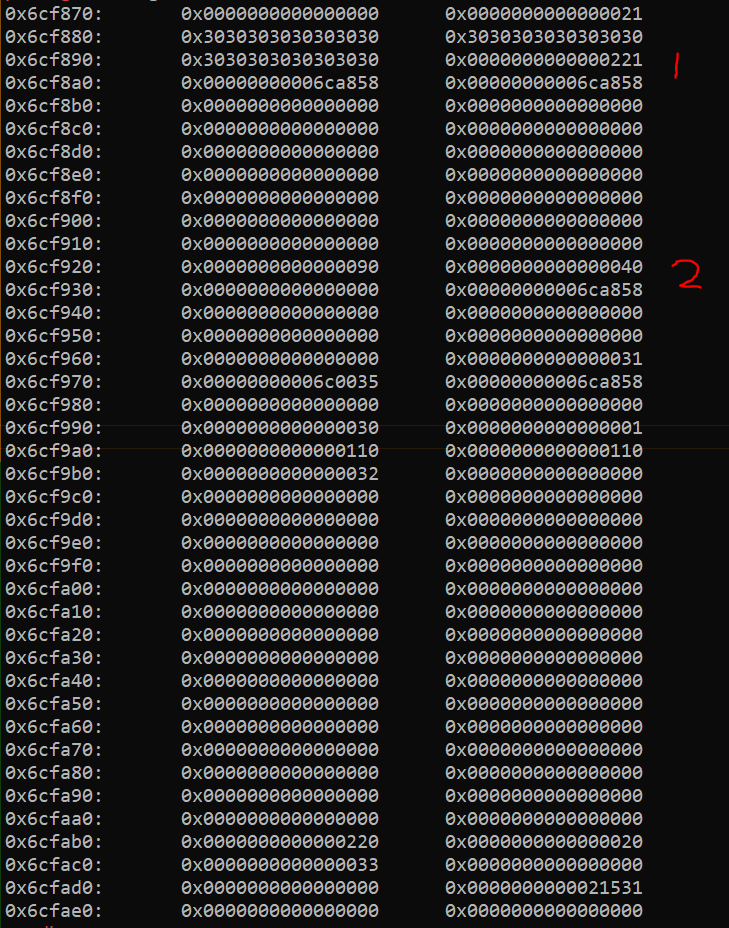 0x6cf870: 0x0000000000000000 0x0000000000000021
0x6cf880: 0x3030303030303030 0x3030303030303030
0x6cf890: 0x3030303030303030 0x0000000000000221 1
0x6cf8a0: 0x00000000006ca858 0x00000000006ca858
0x6cf8b0: 0x0000000000000000 0x0000000000000000
0x6cf8c0: 0x0000000000000000 0x0000000000000000
0x6cf8d0: 0x0000000000000000 0x0000000000000000
0x6cf8e0: 0x0000000000000000 0x0000000000000000
0x6cf8f0: 0x0000000000000000 0x0000000000000000
0x6cf900: 0x0000000000000000 0x0000000000000000
0x6cf910: 0x0000000000000000 0x0000000000000000
0x6cf920: 0x0000000000000090 0x0000000000000040 2
0x6cf930: 0x0000000000000000 0x00000000006ca858
0x6cf940: 0x0000000000000000 0x0000000000000000
0x6cf950: 0x0000000000000000 0x0000000000000000
0x6cf960: 0x0000000000000000 0x0000000000000031
0x6cf970: 0x00000000006c0035 0x00000000006ca858
0x6cf980: 0x0000000000000000 0x0000000000000000
0x6cf990: 0x0000000000000030 0x0000000000000001
0x6cf9a0: 0x0000000000000110 0x0000000000000110
0x6cf9b0: 0x0000000000000032 0x0000000000000000
0x6cf9c0: 0x0000000000000000 0x0000000000000000
0x6cf9d0: 0x0000000000000000 0x0000000000000000
0x6cf9e0: 0x0000000000000000 0x0000000000000000
0x6cf9f0: 0x0000000000000000 0x0000000000000000
0x6cfa00: 0x0000000000000000 0x0000000000000000
0x6cfa10: 0x0000000000000000 0x0000000000000000
0x6cfa20: 0x0000000000000000 0x0000000000000000
0x6cfa30: 0x0000000000000000 0x0000000000000000
0x6cfa40: 0x0000000000000000 0x0000000000000000
0x6cfa50: 0x0000000000000000 0x0000000000000000
0x6cfa60: 0x0000000000000000 0x0000000000000000
0x6cfa70: 0x0000000000000000 0x0000000000000000
0x6cfa80: 0x0000000000000000 0x0000000000000000
0x6cfa90: 0x0000000000000000 0x0000000000000000
0x6cfaa0: 0x0000000000000000 0x0000000000000000
0x6cfab0: 0x0000000000000220 0x0000000000000020
0x6cfac0: 0x0000000000000033 0x0000000000000000
0x6cfad0: 0x0000000000000000 0x0000000000021531
0x6cfae0: 0x0000000000000000 0x0000000000000000